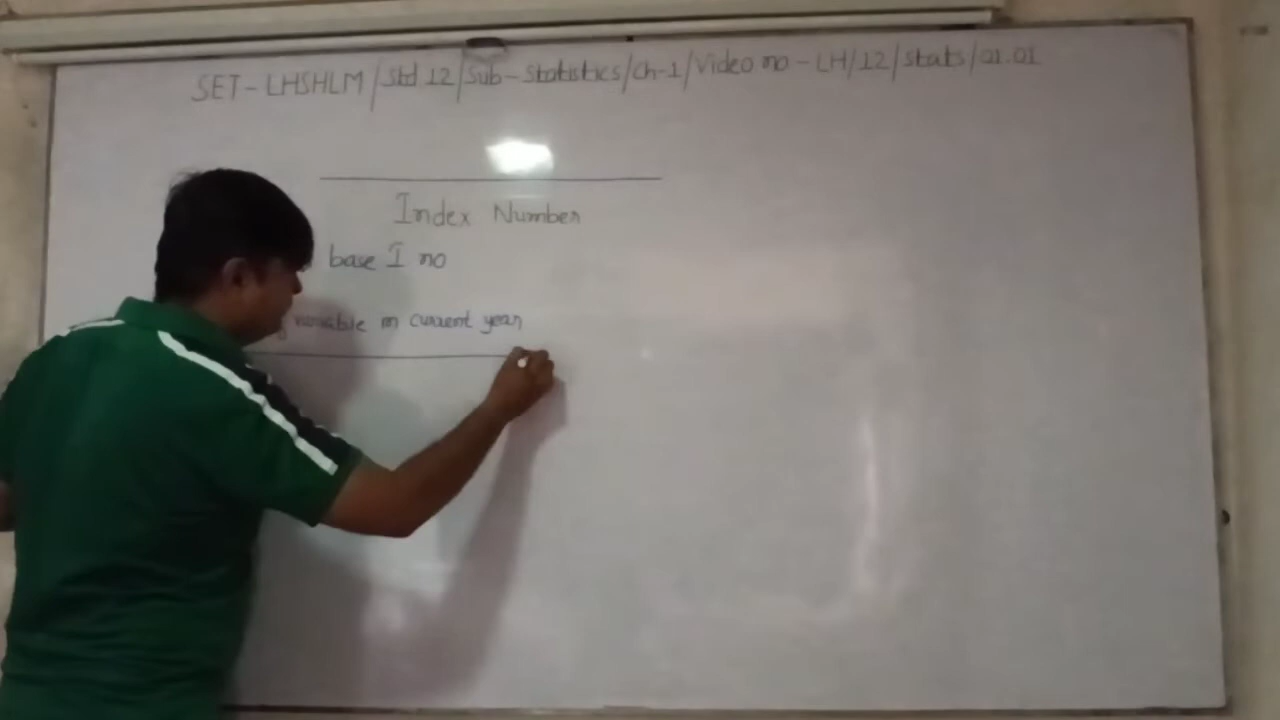 SET-LHSHLM/Std 12/Sub-Statistics/Ch-1/Video no-LH/12/Stats/01.01
Index Number
base I no
variable in current year